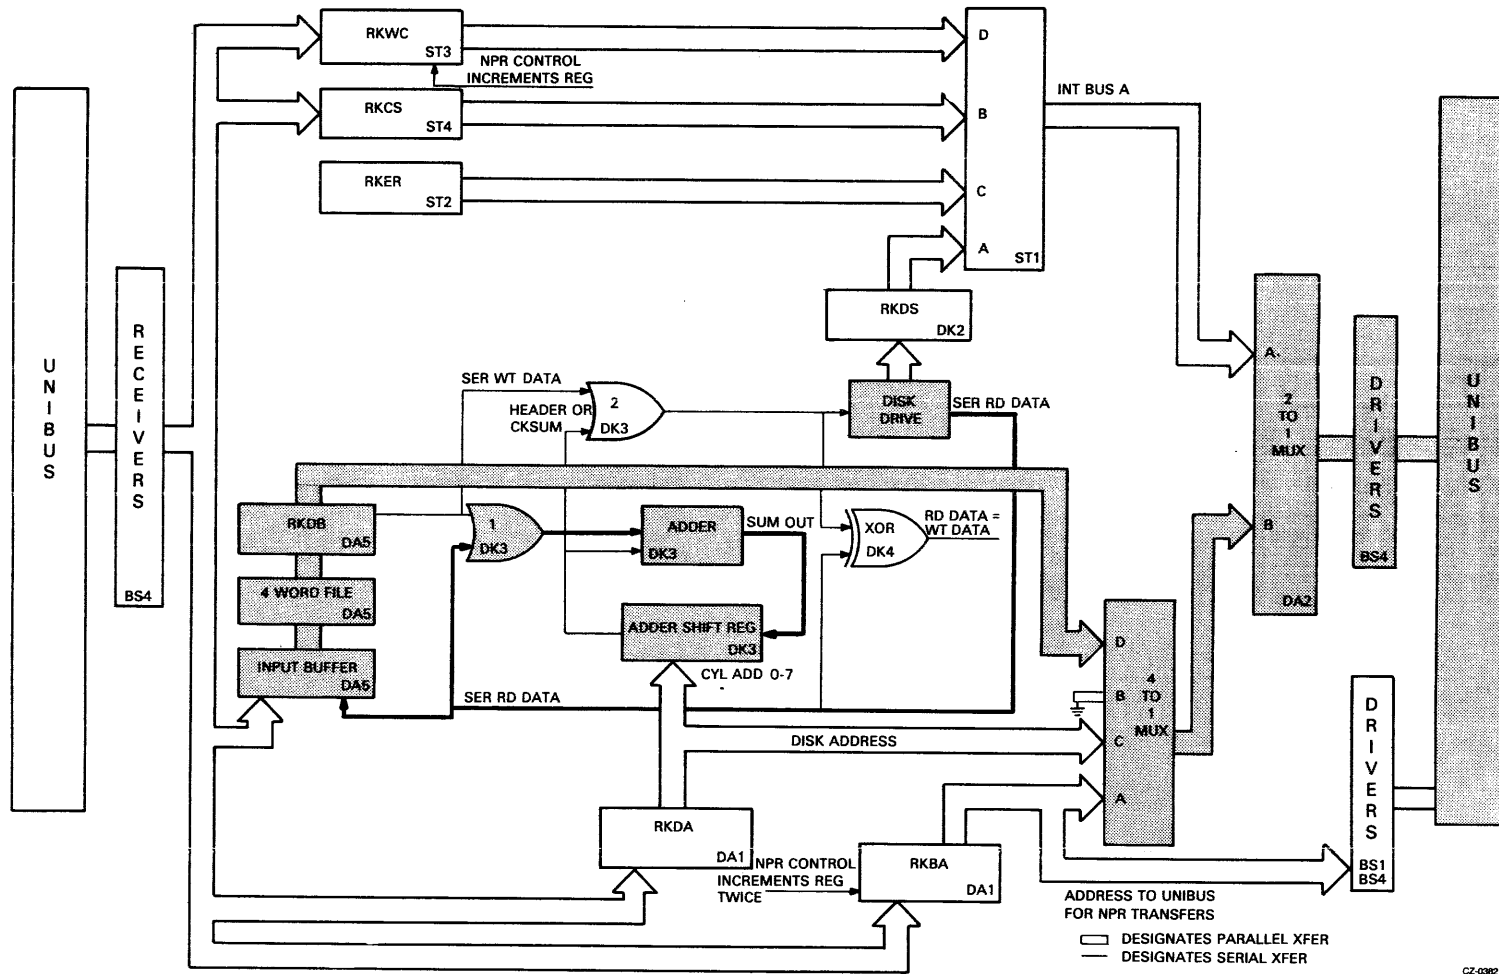 RKWC
ST3
NPR CONTROL
INCREMENTS REG
RKCS
ST4
RKER
ST2
D
B
C
A
ST1
INT BUS A
UNIBUS
RECEIVERS
BS4
RKDS
DK2
SER WT DATA
HEADER OR
CKSUM
2
DK3
DISK
DRIVE
SER RD DATA
RKDB
DA5
4 WORD FILE
DA5
INPUT BUFFER
DA5
1
DK3
ADDER
DK3
SUM OUT
XOR
DK4
RD DATA =
WT DATA
ADDER SHIFT REG
DK3
CYL ADD 0-7
SER RD DATA
DISK ADDRESS
RKDA
DA1
NPR CONTROL
INCREMENTS REG
TWICE
RKBA
DA1
D
B
C
A
4
TO
1
MUX
A
B
2
TO
1
MUX
DA2
DRIVERS
BS4
UNIBUS
DRIVERS
BS1
BS4
ADDRESS TO UNIBUS
FOR NPR TRANSFERS
DESIGNATES PARALLEL XFER
DESIGNATES SERIAL XFER
CZ-0382